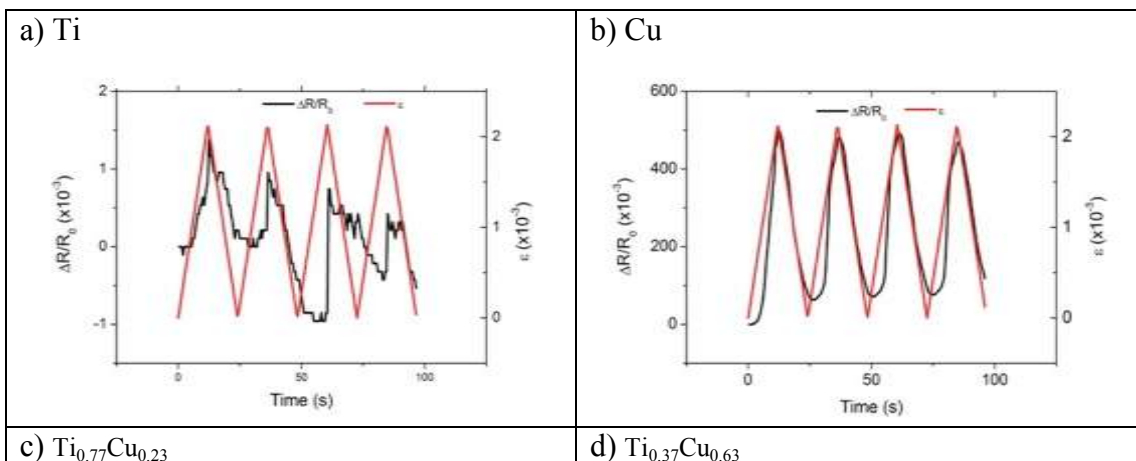 a) Ti
b) Cu
2
1
0
-1
ΔR/R₀ (x10⁻³)
ΔR/R₀
ε
2
1
0
ε (x10⁻³)
0
50
100
Time (s)
600
400
200
0
ΔR/R₀ (x10⁻³)
ΔR/R₀
ε
2
1
0
ε (x10⁻³)
0
50
100
Time (s)
c) Ti₀.₇₇Cu₀.₂₃
d) Ti₀.₃₇Cu₀.₆₃